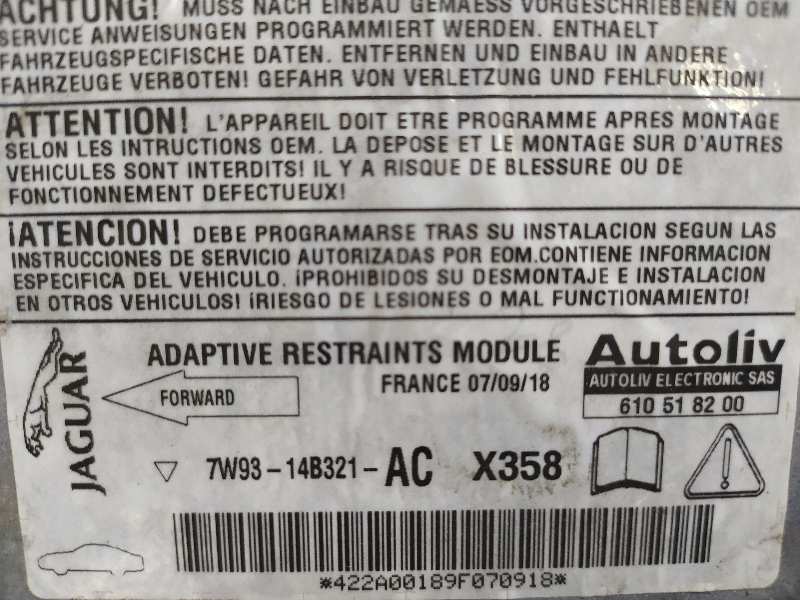 ACHTUNG! MUSS NACH EINBAU GEMAESS VORGESCHRIEBENEN OEM
SERVICE ANWEISUNGEN PROGRAMMIERT WERDEN. ENTHAELT
FAHRZEUGSPEZIFISCHE DATEN. ENTFERNEN UND EINBAU IN ANDERE
FAHRZEUGE VERBOTEN! GEFAHR VON VERLETZUNG UND FEHLFUNKTION!
ATTENTION! L'APPAREIL DOIT ETRE PROGRAMME APRES MONTAGE
SELON LES INTRUCTIONS OEM. LA DEPOSE ET LE MONTAGE SUR D'AUTRES
VEHICULES SONT INTERDITS! IL Y A RISQUE DE BLESSURE OU DE
FONCTIONNEMENT DEFECTUEUX!
¡ATENCION! DEBE PROGRAMARSE TRAS SU INSTALACION SEGUN LAS
INSTRUCCIONES DE SERVICIO AUTORIZADAS POR EOM.CONTIENE INFORMACION
ESPECIFICA DEL VEHICULO. ¡PROHIBIDOS SU DESMONTAJE E INSTALACION
EN OTROS VEHICULOS! ¡RIESGO DE LESIONES O MAL FUNCTIONAMIENTO!
JAGUAR
ADAPTIVE RESTRAINTS MODULE
FRANCE 07/09/18
FORWARD
Autoliv
AUTOLIV ELECTRONIC SAS
610 51 82 00
7W93-14B321-AC X358
*422A00189F070918*